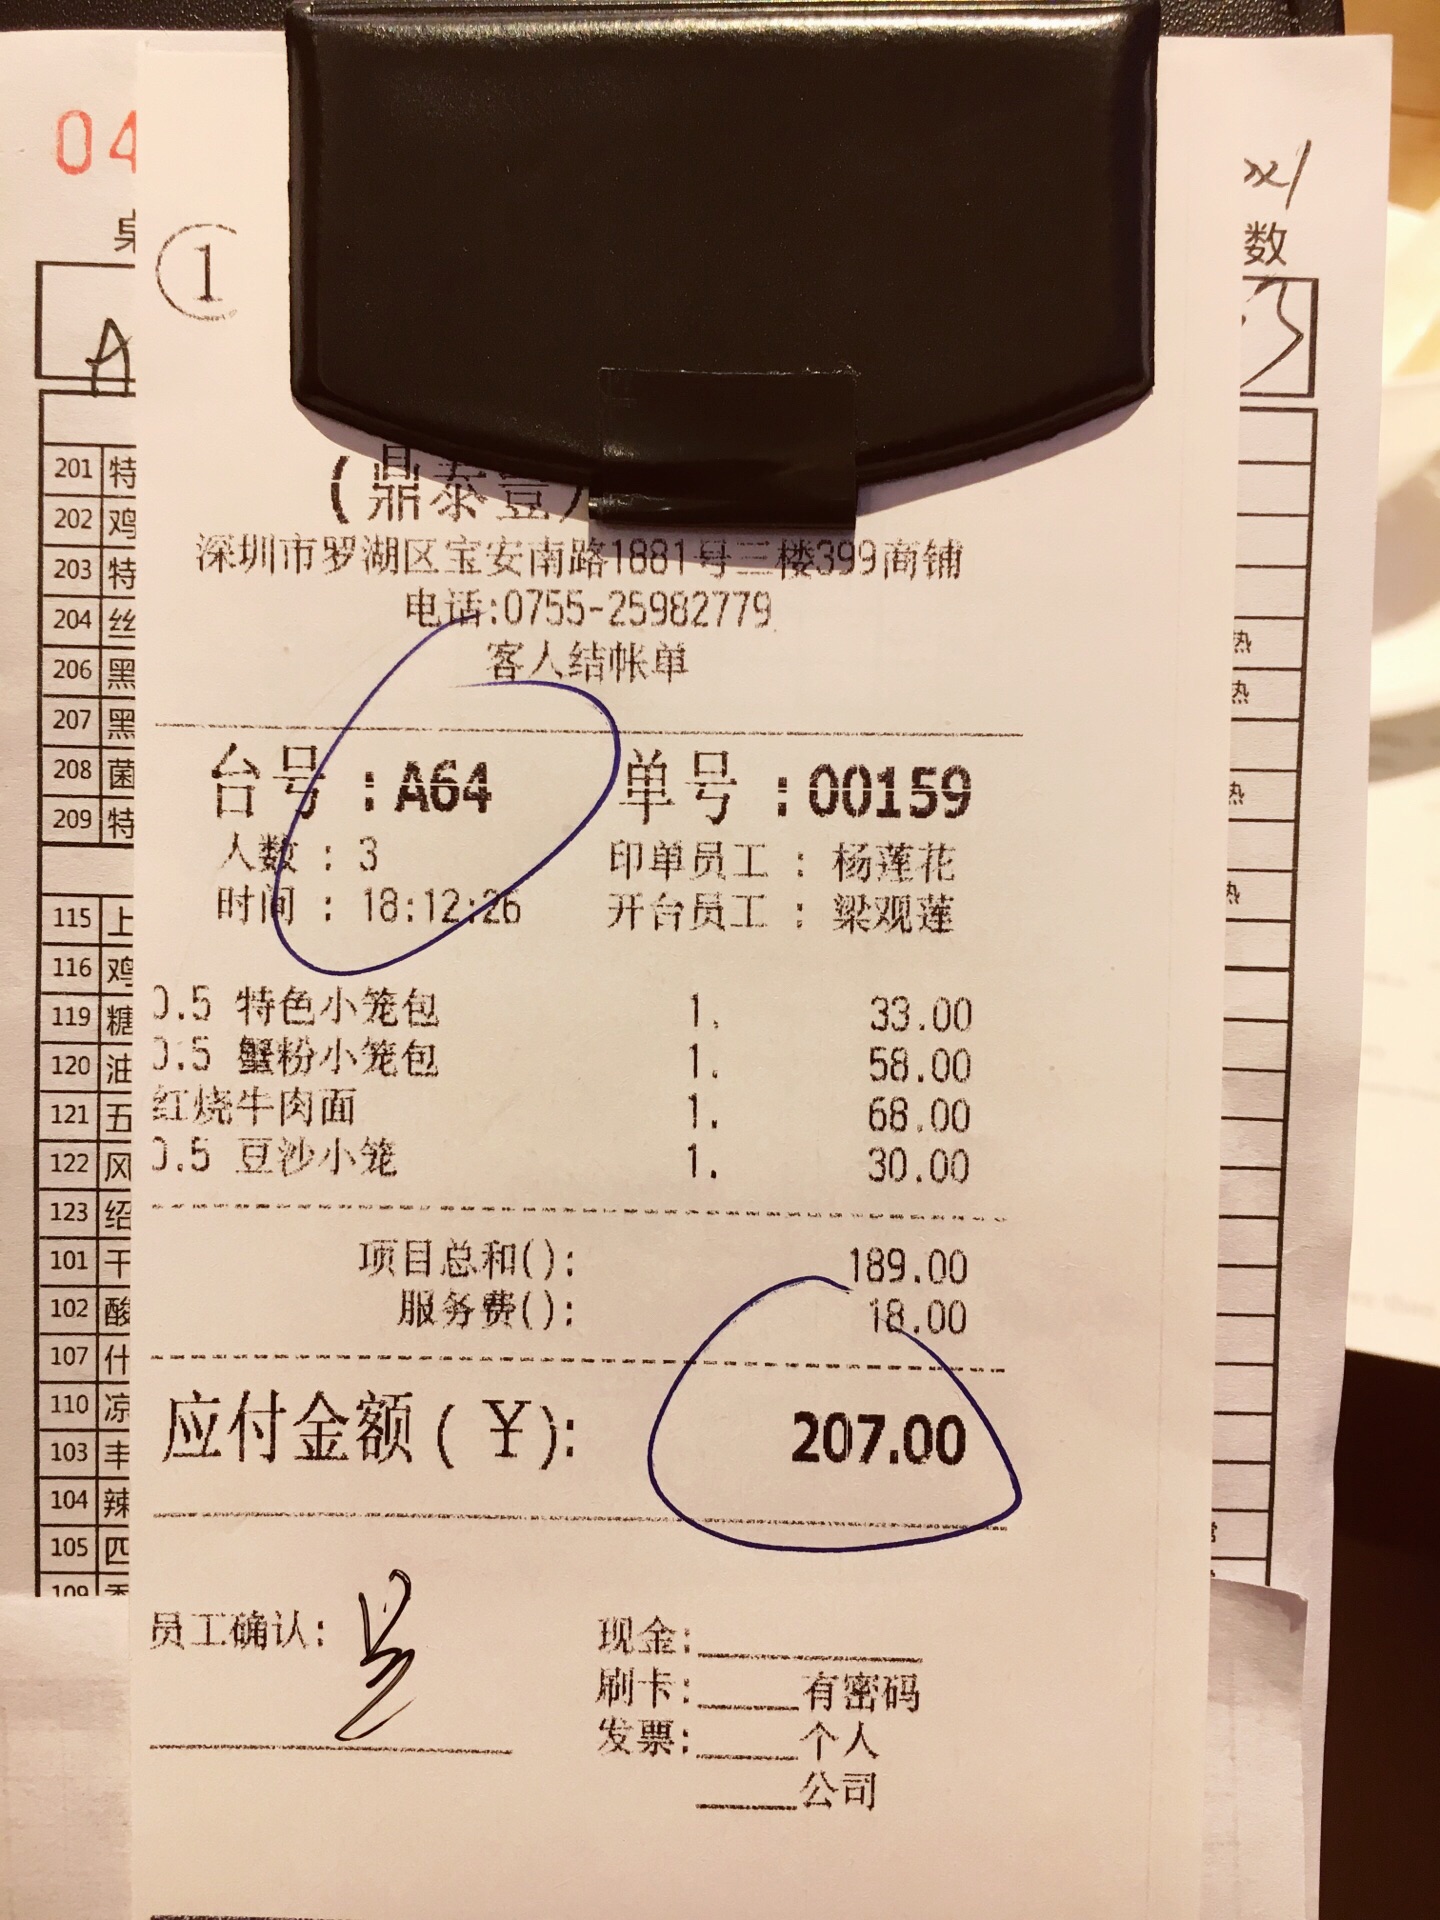 04
①
(鼎泰豐)
深圳市罗湖区宝安南路1881号三楼399商铺
电话:0755-25982779
客人结帐单
台号 : A64 单号 : 00159
人数 : 3 印单员工 : 杨莲花
时间 : 18:12:26 开台员工 : 梁观莲
0.5 特色小笼包 1. 33.00
0.5 蟹粉小笼包 1. 58.00
红烧牛肉面 1. 68.00
0.5 豆沙小笼 1. 30.00
项目总和(): 189.00
服务费(): 18.00
应付金额(¥): 207.00
员工确认: 现金:
刷卡: 有密码
发票: 个人
公司
数
A
201 特
202 鸡
203 特
204 丝
206 黑
207 黑
208 菌
209 特
115 上
116 鸡
119 糖
120 油
121 五
122 风
123 绍
101 干
102 酸
107 什
110 凉
103 丰
104 辣
105 四
109 香
热
热
热
热